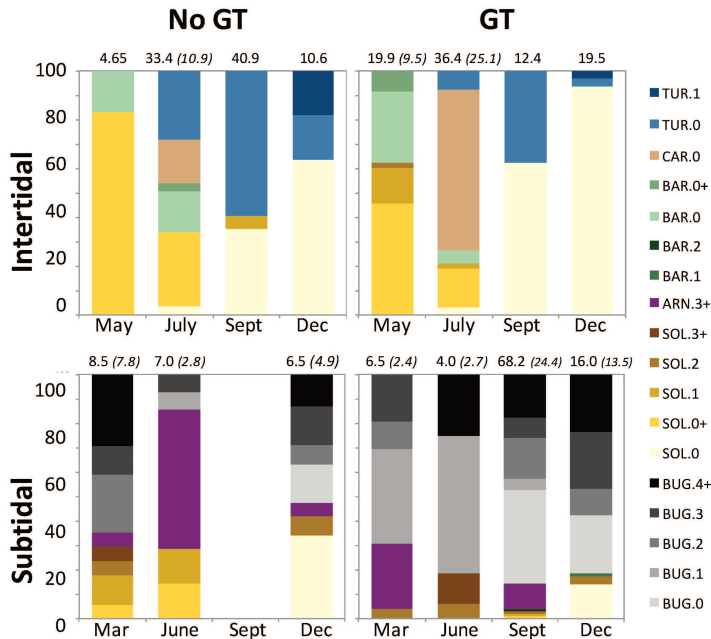 No GT GT
4.65 33.4 (10.9) 40.9 10.6 19.9 (9.5) 36.4 (25.1) 12.4 19.5
Intertidal
100
80
60
40
20
0
May July Sept Dec May July Sept Dec
8.5 (7.8) 7.0 (2.8) 6.5 (4.9) 6.5 (2.4) 4.0 (2.7) 68.2 (24.4) 16.0 (13.5)
Subtidal
100
80
60
40
20
0
Mar June Sept Dec Mar June Sept Dec
TUR.1
TUR.0
CAR.0
BAR.0+
BAR.0
BAR.2
BAR.1
ARN.3+
SOL.3+
SOL.2
SOL.1
SOL.0+
SOL.0
BUG.4+
BUG.3
BUG.2
BUG.1
BUG.0